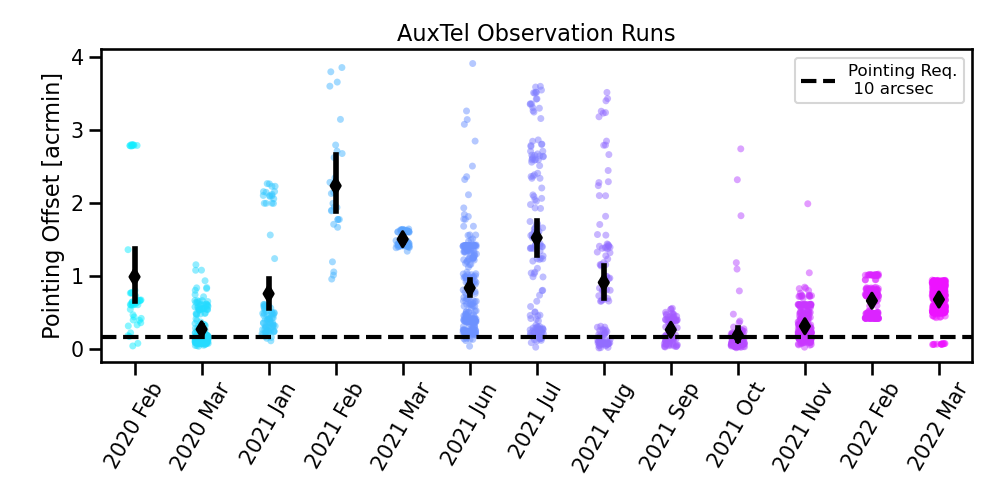 AuxTel Observation Runs
Pointing Offset [acrmin]
4
3
2
1
0
Pointing Req.
10 arcsec
2020 Feb
2020 Mar
2021 Jan
2021 Feb
2021 Mar
2021 Jun
2021 Jul
2021 Aug
2021 Sep
2021 Oct
2021 Nov
2022 Feb
2022 Mar